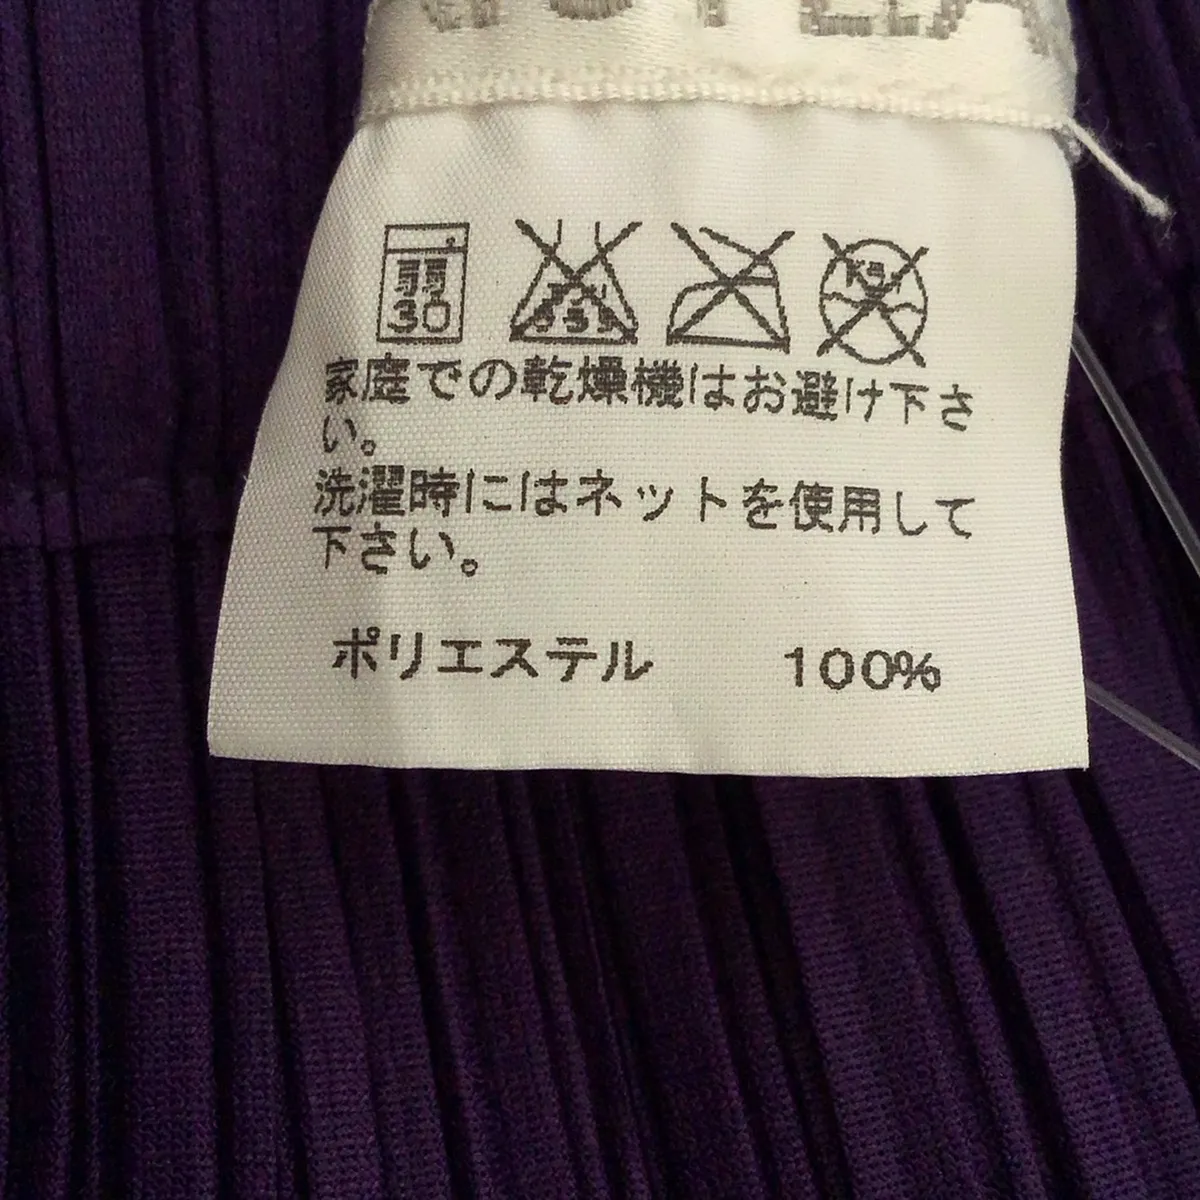 弱
30
家庭での乾燥機はお避け下さ
い。
洗濯時にはネットを使用して
下さい。
ポリエステル 100%